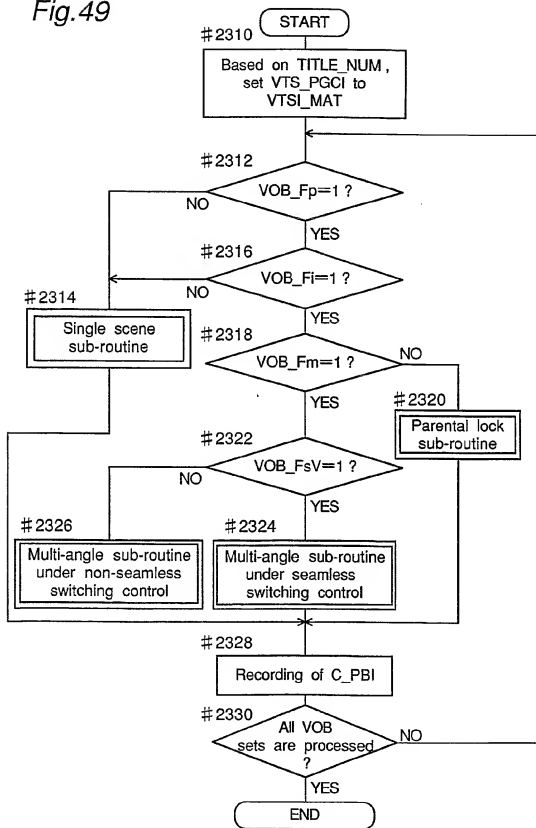 Fig.49
START
#2310
Based on TITLE_NUM,
set VTS_PGCI to
VTSI_MAT
#2312
VOB_Fp=1 ?
NO
YES
#2316
VOB_Fi=1 ?
NO
YES
#2314
Single scene
sub-routine
#2318
VOB_Fm=1 ?
NO
YES
#2320
Parental lock
sub-routine
#2322
VOB_FsV=1 ?
NO
YES
#2326
Multi-angle sub-routine
under non-seamless
switching control
#2324
Multi-angle sub-routine
under seamless
switching control
#2328
Recording of C_PBI
#2330
All VOB
sets are processed
?
NO
YES
END